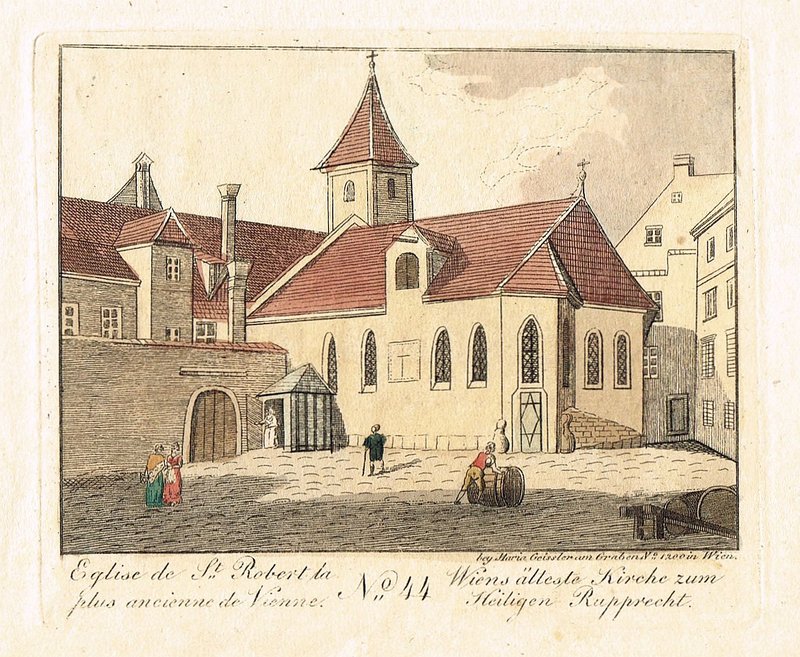 bey Maria Geissler am Graben No. 1200 in Wien.
Eglise de St. Robert la
plus ancienne de Vienne.
No. 44
Wiens älteste Kirche zum
Heiligen Rupprecht.